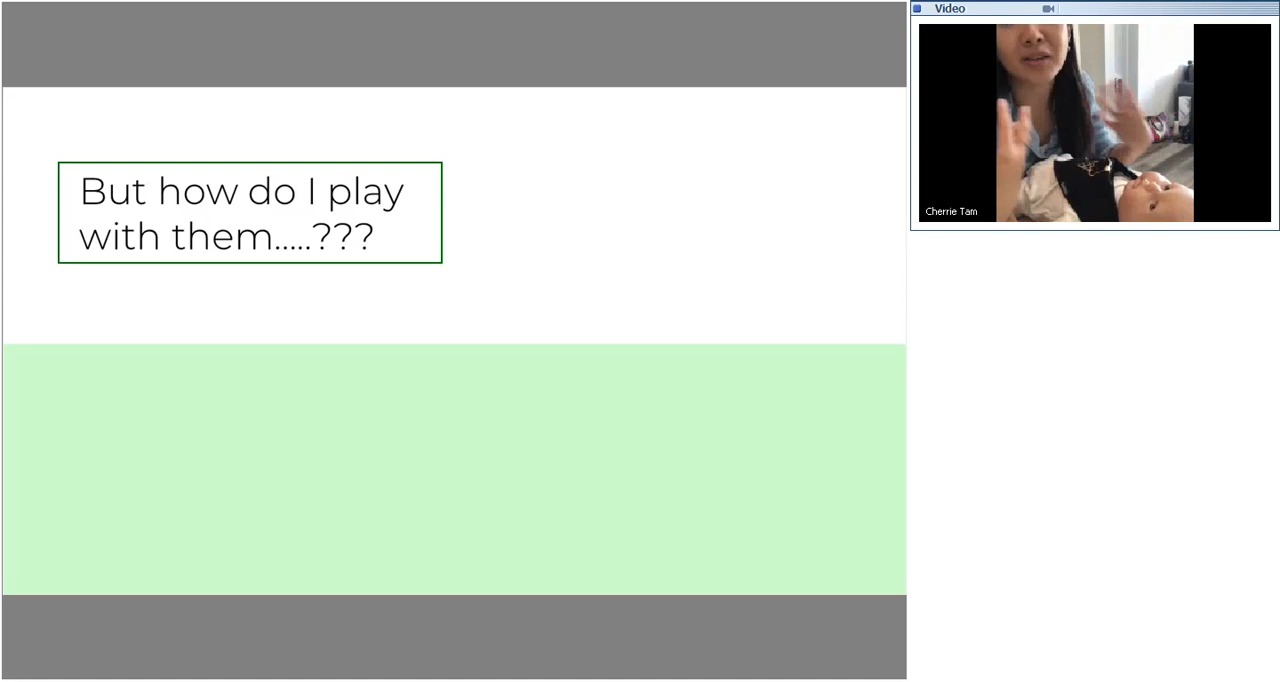 But how do I play
with them.....???
Video
Cherrie Tam